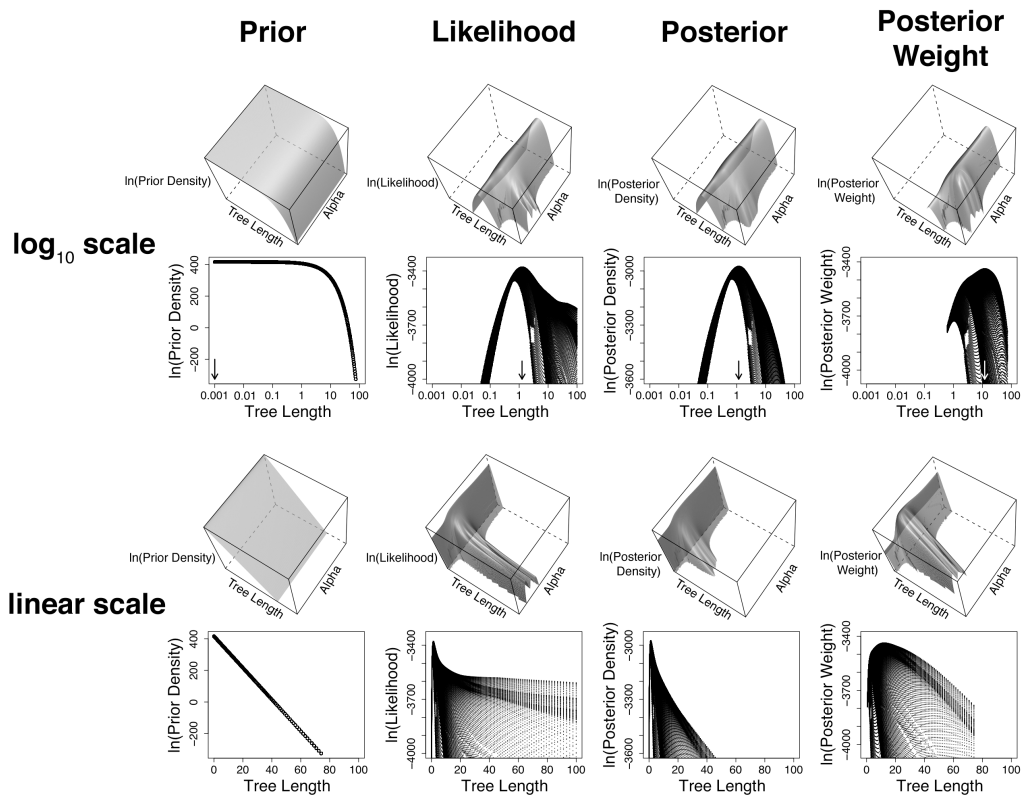 Prior
Likelihood
Posterior
Posterior
Weight
log10 scale
ln(Prior Density)
Tree Length
Alpha
ln(Likelihood)
Tree Length
Alpha
ln(Posterior
Density)
Tree Length
Alpha
ln(Posterior
Weight)
Tree Length
Alpha
ln(Prior Density)
400
200
0
-200
0.001 0.01 0.1 1 10 100
Tree Length
ln(Likelihood)
-3400
-3700
-4000
0.001 0.01 0.1 1 10 100
Tree Length
ln(Posterior Density)
-3000
-3300
-3600
0.001 0.01 0.1 1 10 100
Tree Length
ln(Posterior Weight)
-3400
-3700
-4000
0.001 0.01 0.1 1 10 100
Tree Length
linear scale
ln(Prior Density)
Tree Length
Alpha
ln(Likelihood)
Tree Length
Alpha
ln(Posterior
Density)
Tree Length
Alpha
ln(Posterior
Weight)
Tree Length
Alpha
ln(Prior Density)
400
200
0
-200
0 20 40 60 80 100
Tree Length
ln(Likelihood)
-3400
-3700
-4000
0 20 40 60 80 100
Tree Length
ln(Posterior Density)
-3000
-3300
-3600
0 20 40 60 80 100
Tree Length
ln(Posterior Weight)
-3400
-3700
-4000
0 20 40 60 80 100
Tree Length